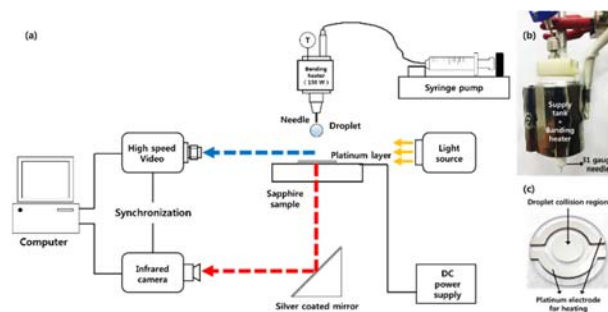 (a)
T
Banding
heater
(150 W)
Syringe pump
Needle
Droplet
High speed
Video
Platinum layer
Light
source
Synchronization
Sapphire
sample
Computer
Infrared
camera
DC
power
supply
Silver coated mirror
(b)
Supply
tank
+
Banding
heater
31 gauge
needle
(c)
Droplet collision region
Platinum electrode
for heating